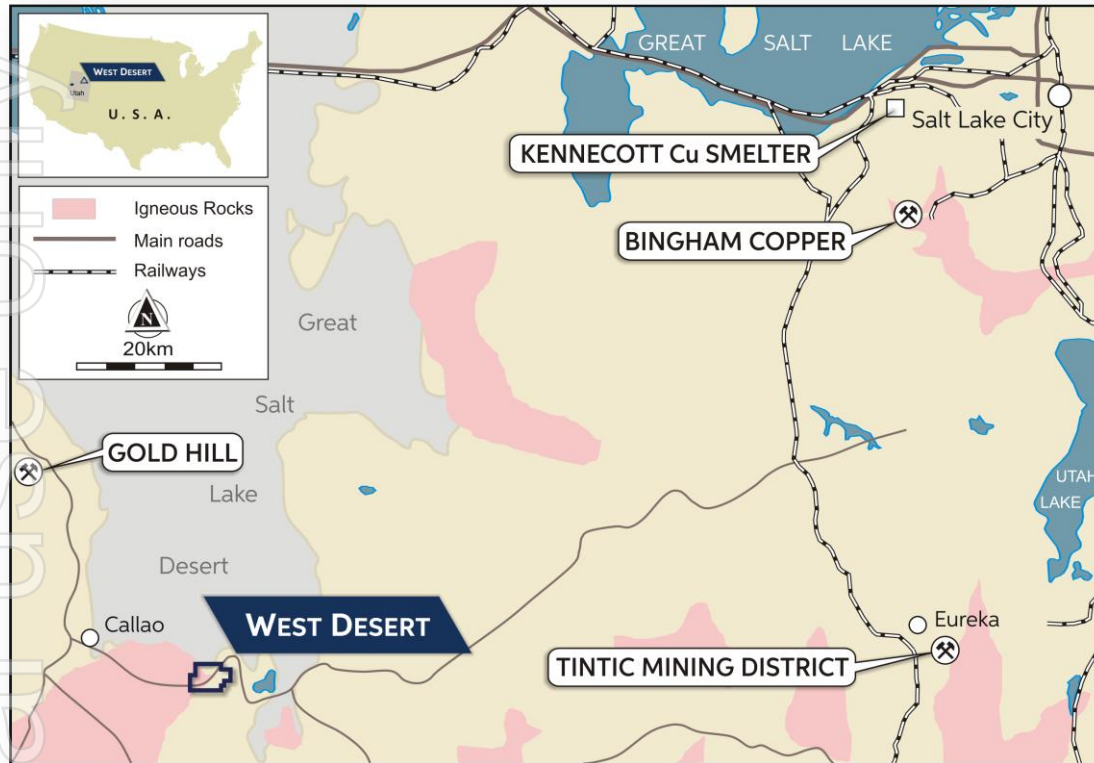 WEST DESERT
Utah
U. S. A.
Igneous Rocks
Main roads
Railways
N
20km
GREAT SALT LAKE
Salt Lake City
KENNECOTT Cu SMELTER
BINGHAM COPPER
Great
Salt
Lake
Desert
GOLD HILL
UTAH
LAKE
Callao
WEST DESERT
Eureka
TINTIC MINING DISTRICT